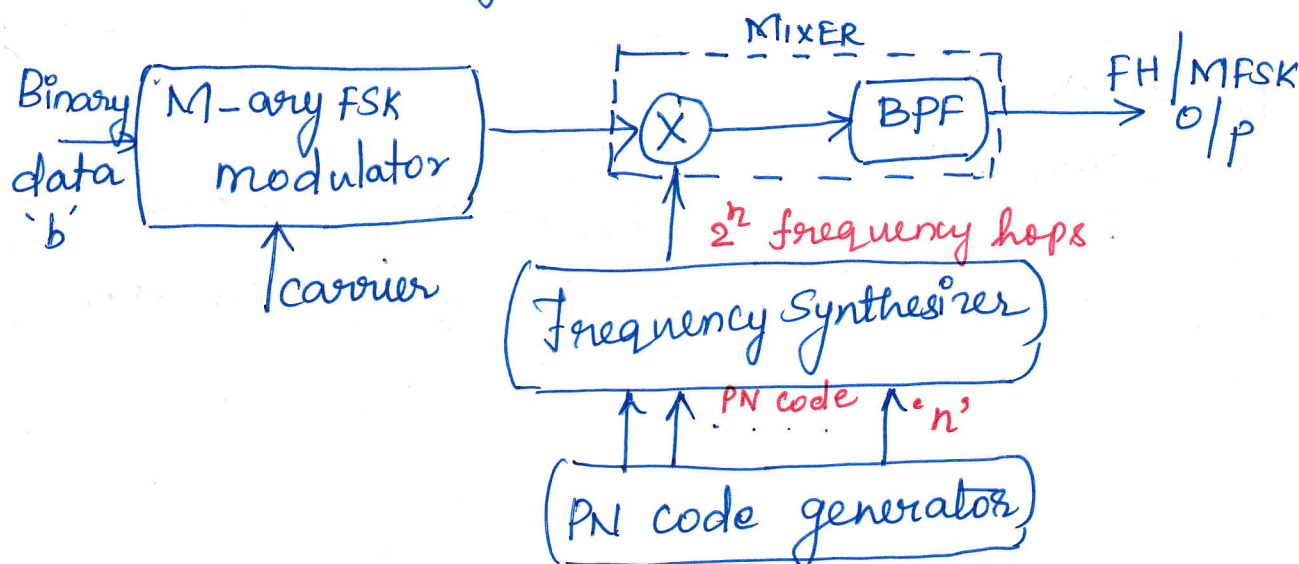 MIXER
Binary
data
'b'
M-ary FSK
modulator
X
BPF
FH/MFSK
O/P
carrier
2^n frequency hops.
Frequency Synthesizer
PN code 'n'
. . . . .
PN code generator